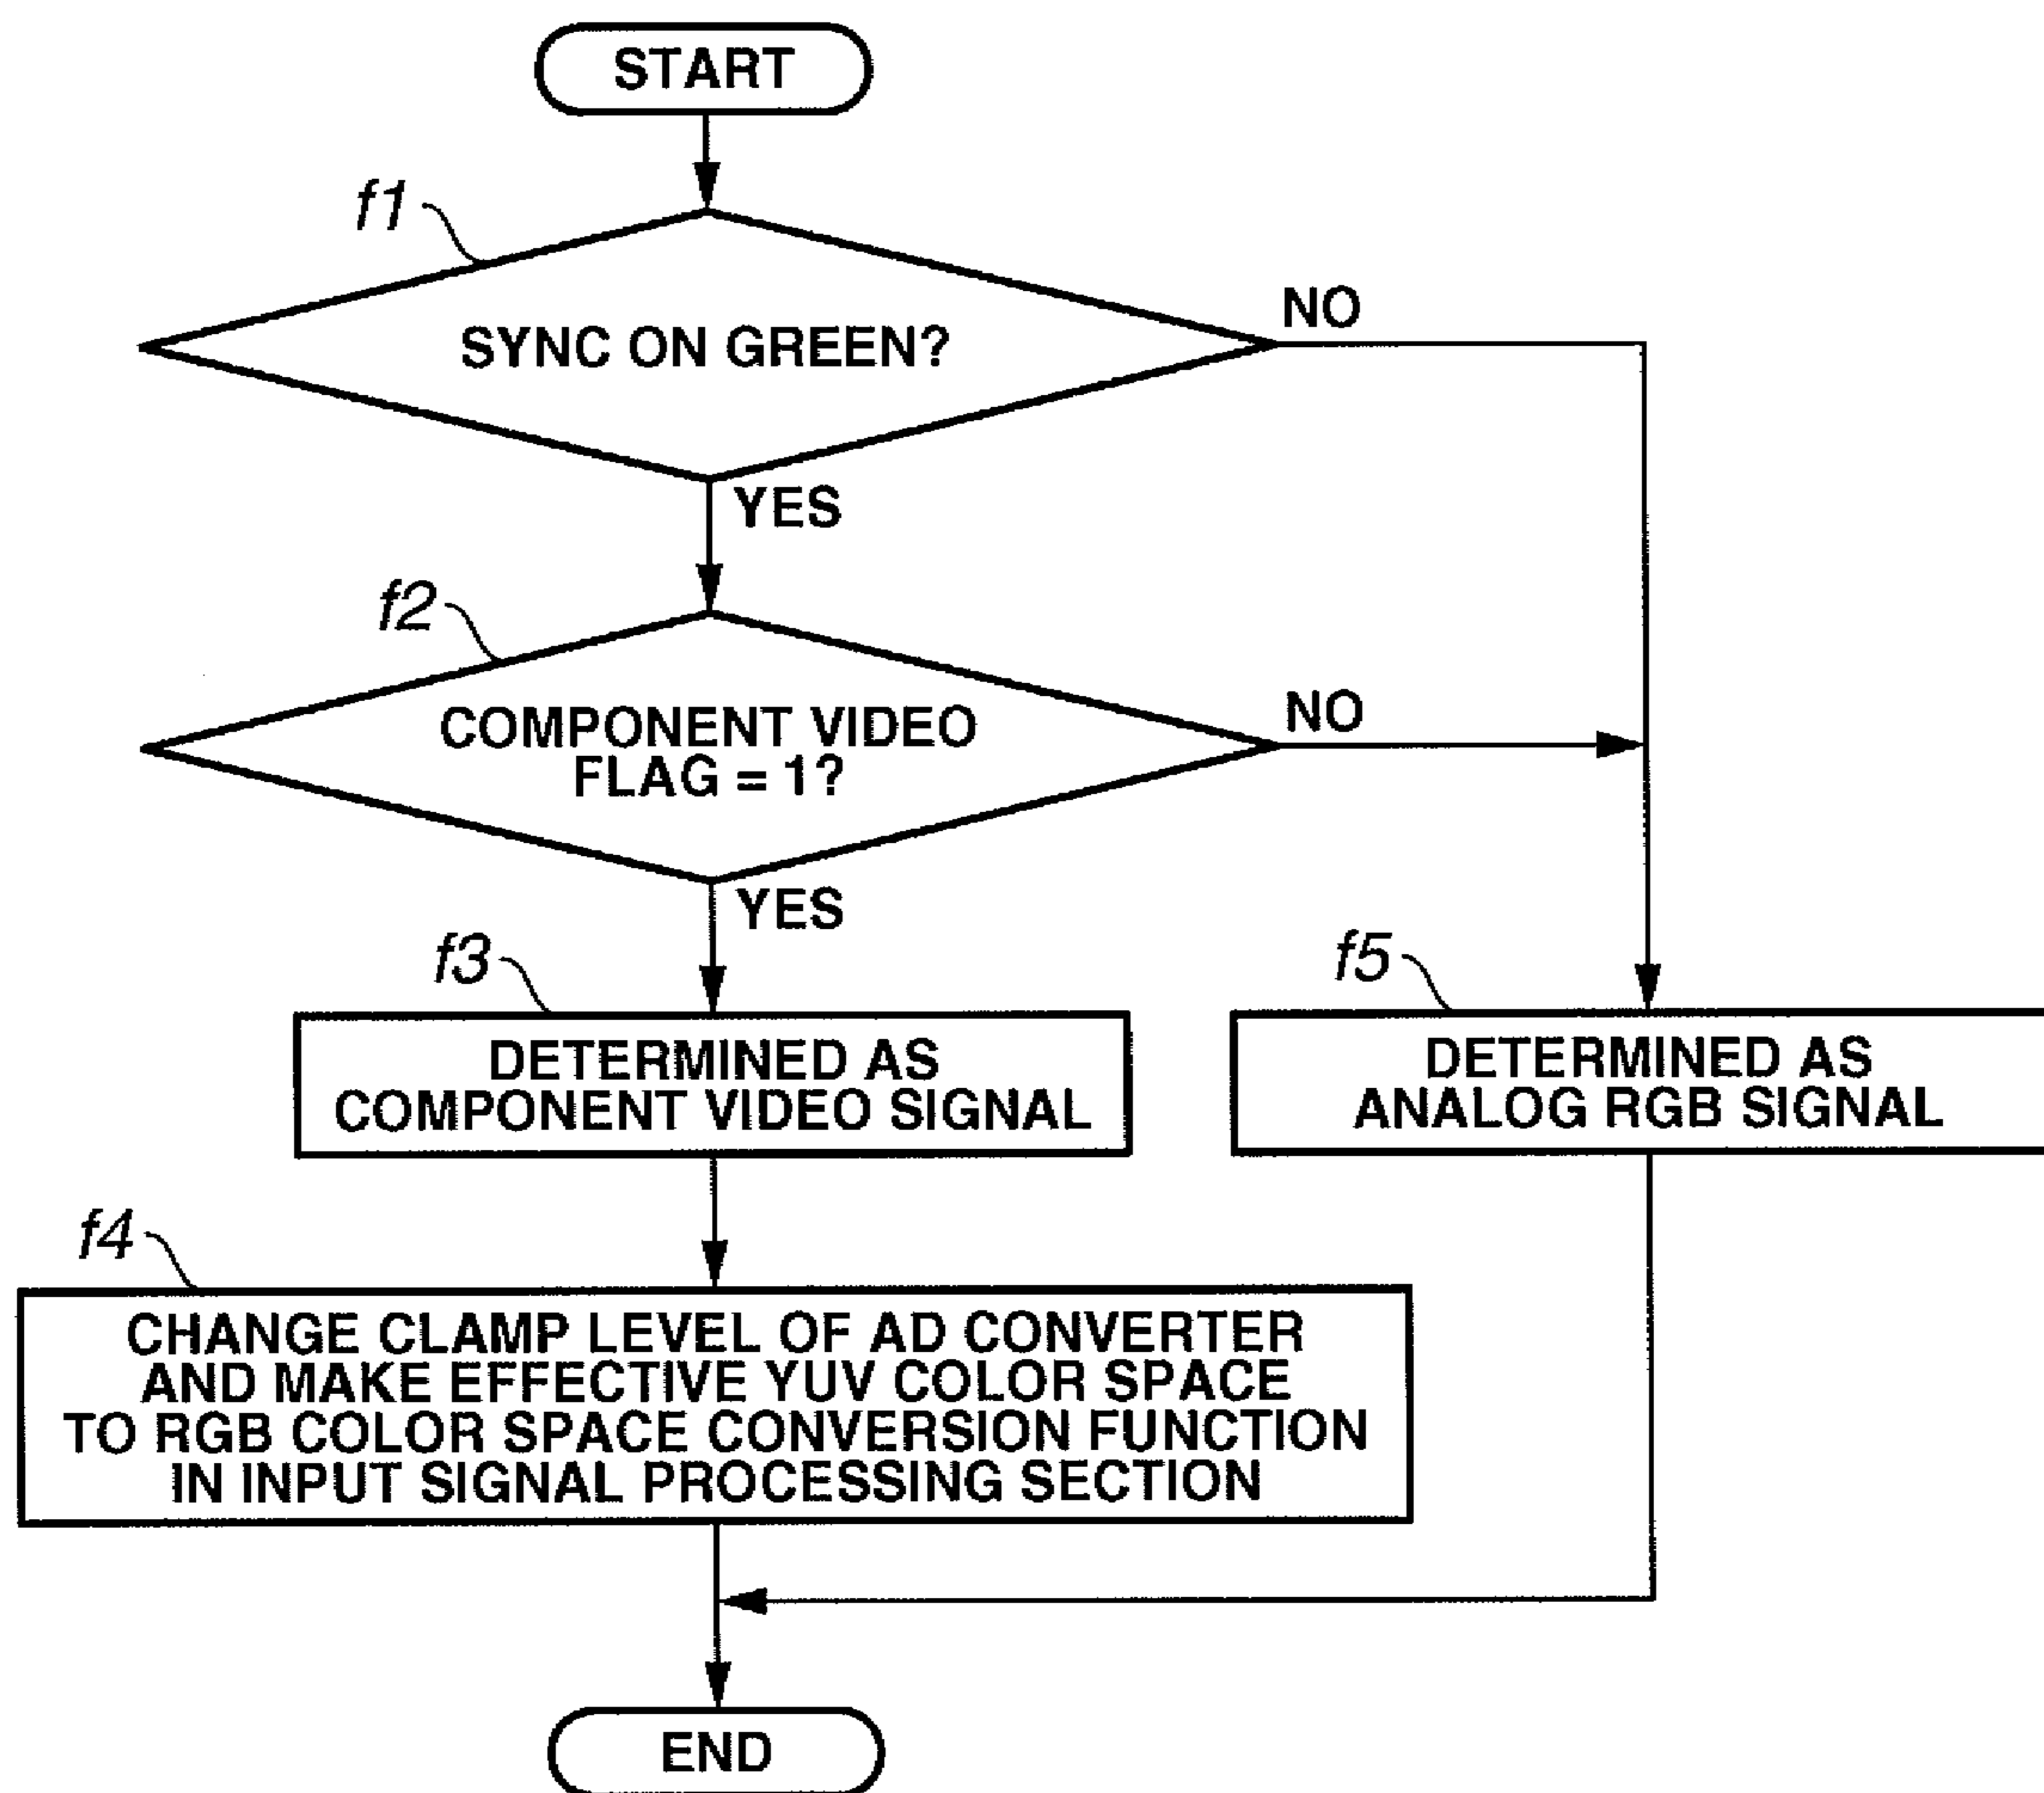 START
f1
SYNC ON GREEN?
NO
YES
f2
COMPONENT VIDEO
FLAG = 1?
NO
YES
f3
DETERMINED AS
COMPONENT VIDEO SIGNAL
f5
DETERMINED AS
ANALOG RGB SIGNAL
f4
CHANGE CLAMP LEVEL OF AD CONVERTER
AND MAKE EFFECTIVE YUV COLOR SPACE
TO RGB COLOR SPACE CONVERSION FUNCTION
IN INPUT SIGNAL PROCESSING SECTION
END